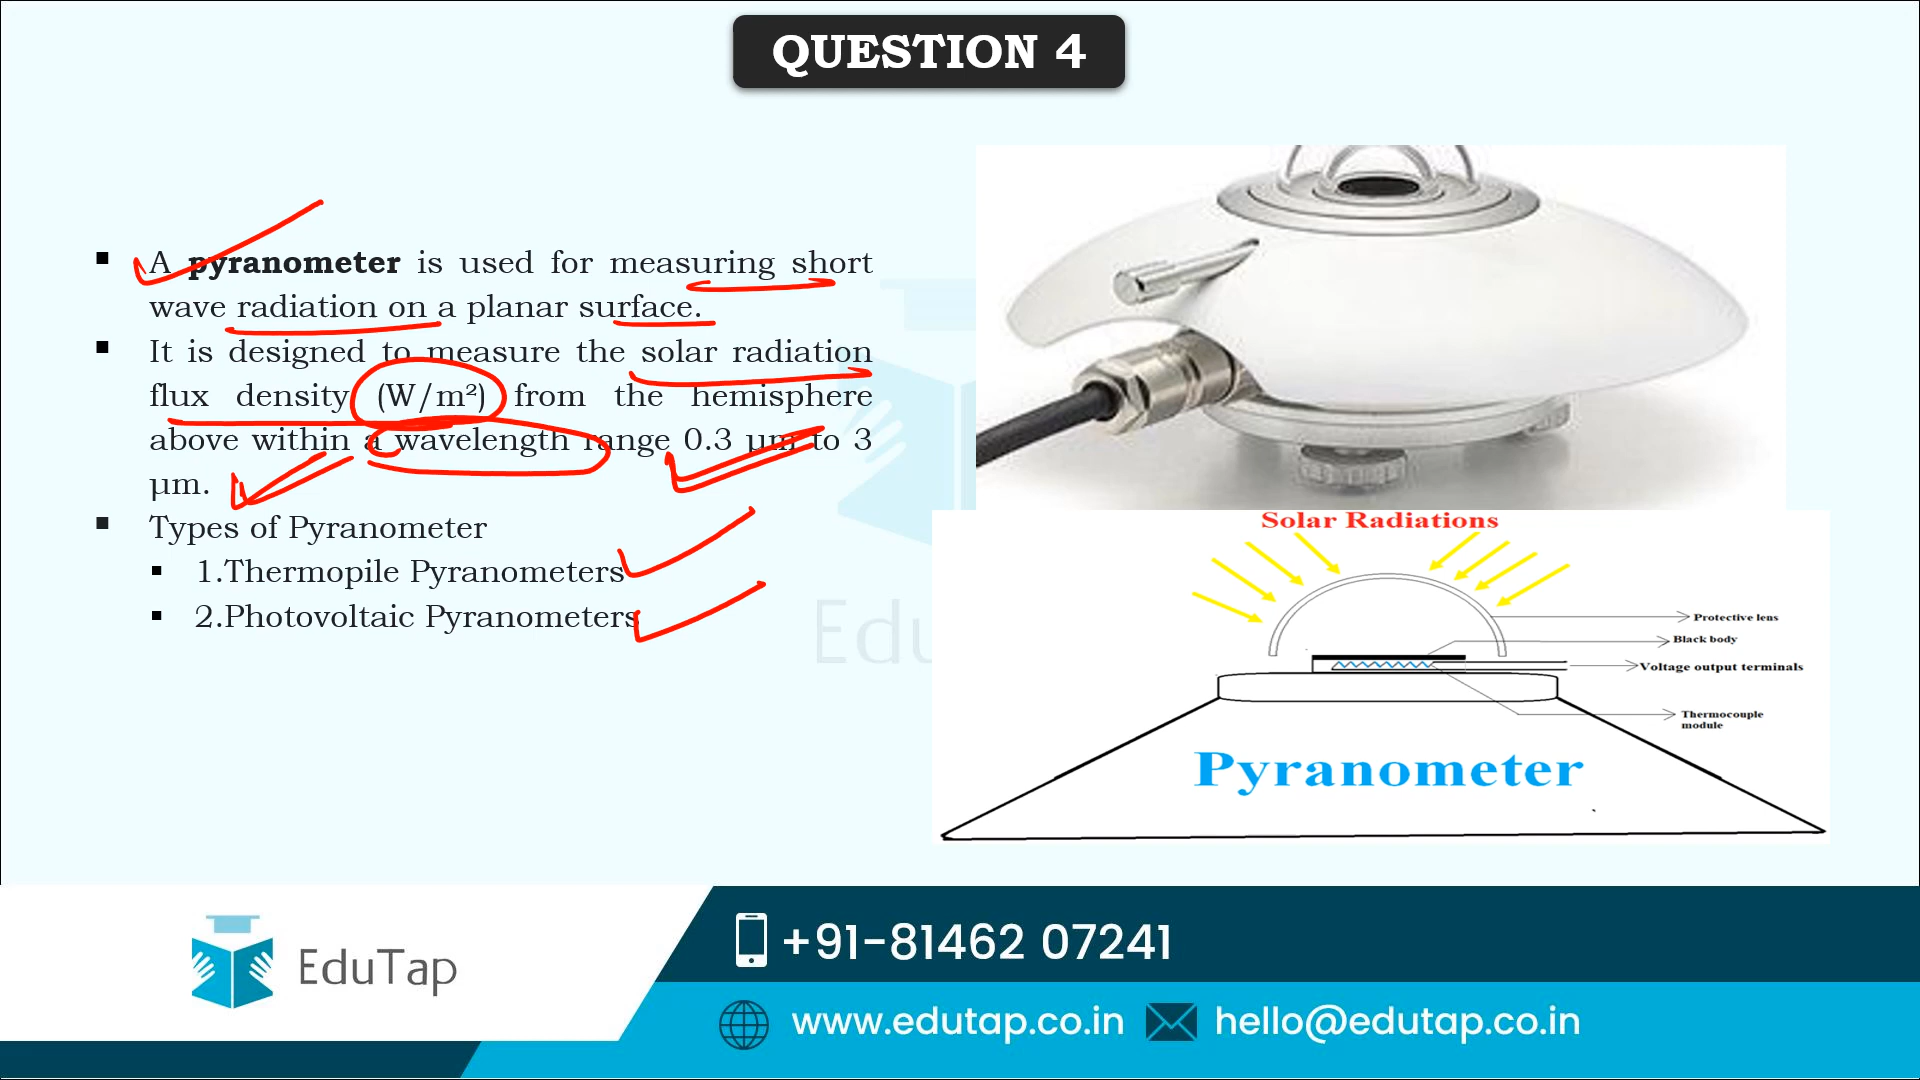 QUESTION 4
▪ A pyranometer is used for measuring short
wave radiation on a planar surface.
▪ It is designed to measure the solar radiation
flux density (W/m²) from the hemisphere
above within a wavelength range 0.3 µm to 3
µm.
▪ Types of Pyranometer
▪ 1.Thermopile Pyranometers
▪ 2.Photovoltaic Pyranometers
Edu
Solar Radiations
Protective lens
Black body
Voltage output terminals
Thermocouple
module
Pyranometer
EduTap
+91-81462 07241
www.edutap.co.in
hello@edutap.co.in